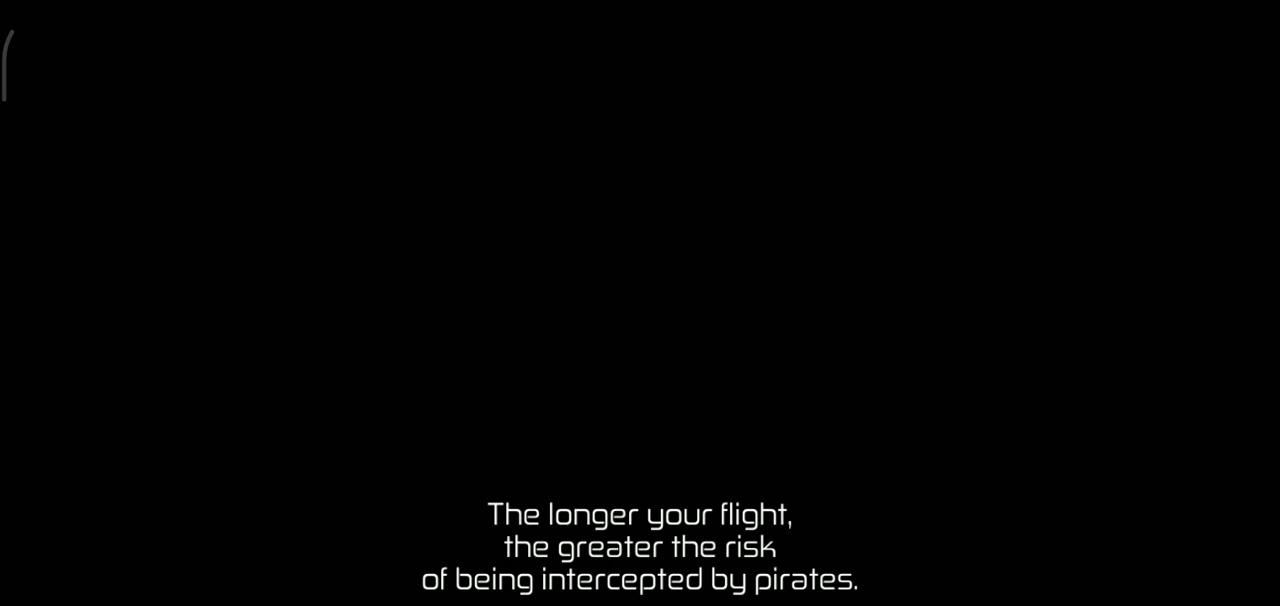 The longer your flight,
the greater the risk
of being intercepted by pirates.